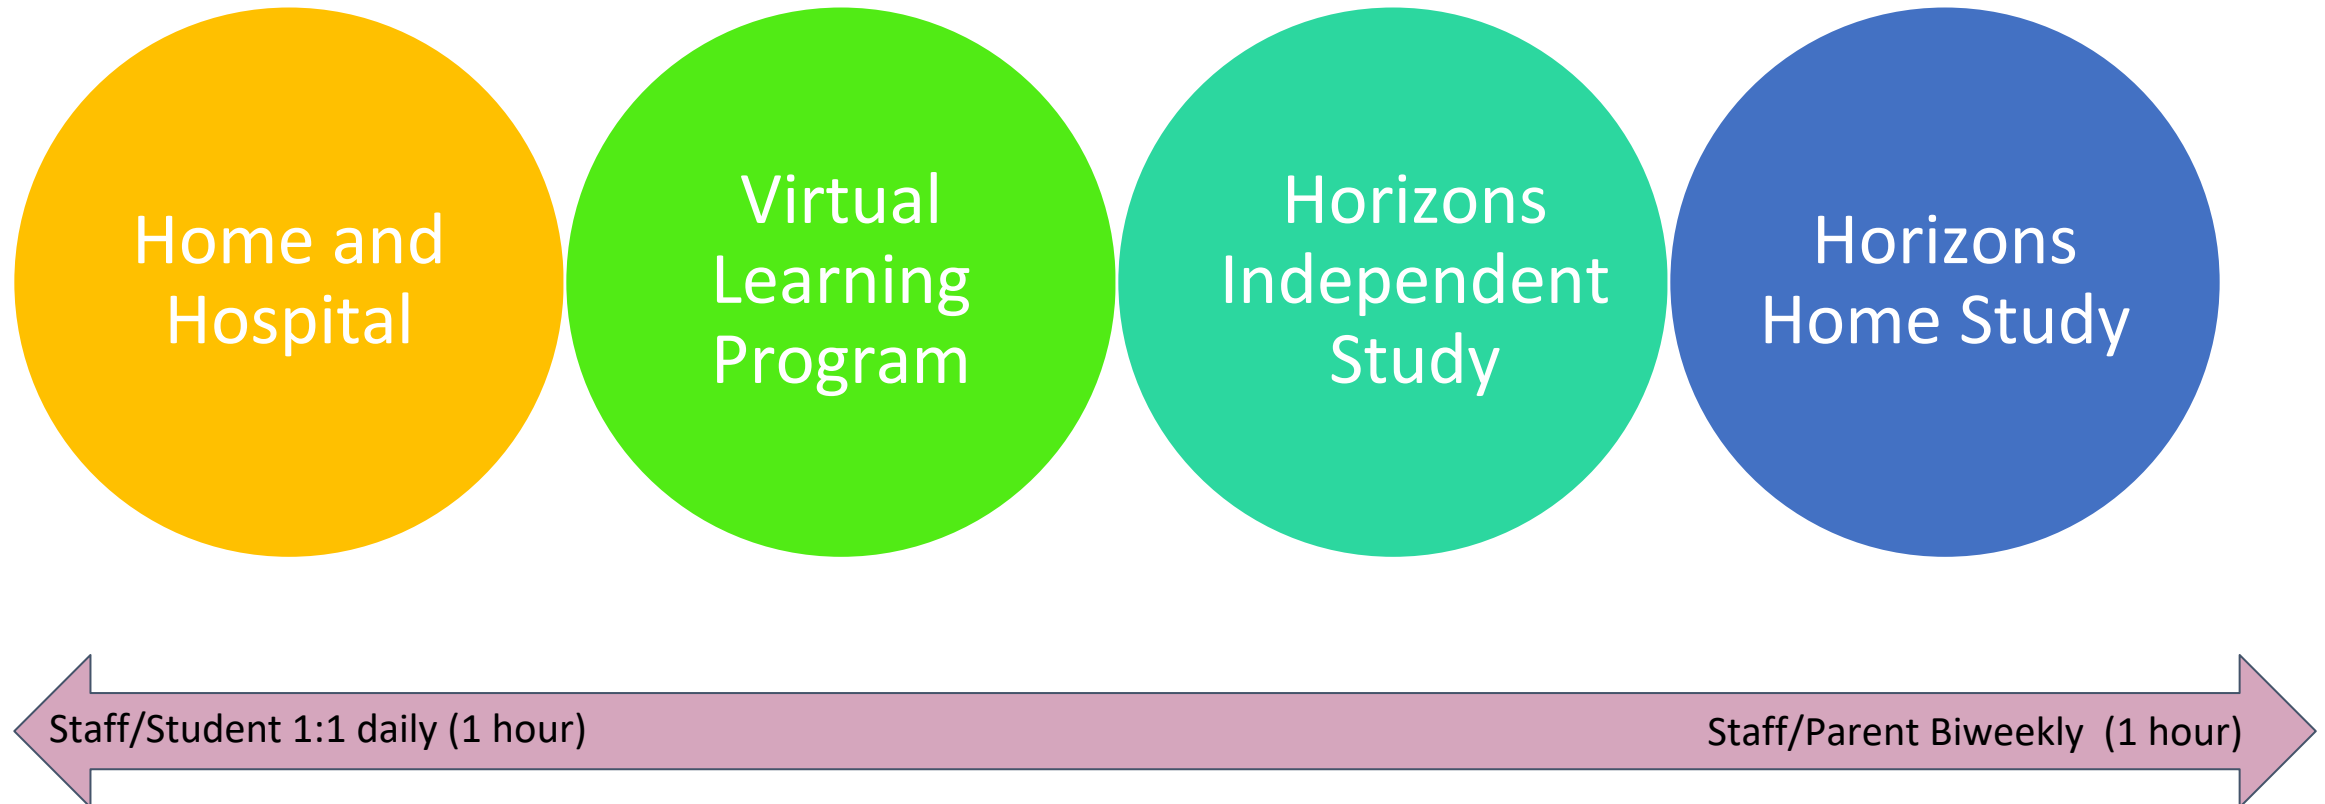 Home and
Hospital
Virtual
Learning
Program
Horizons
Independent
Study
Horizons
Home Study
Staff/Student 1:1 daily (1 hour)
Staff/Parent Biweekly  (1 hour)